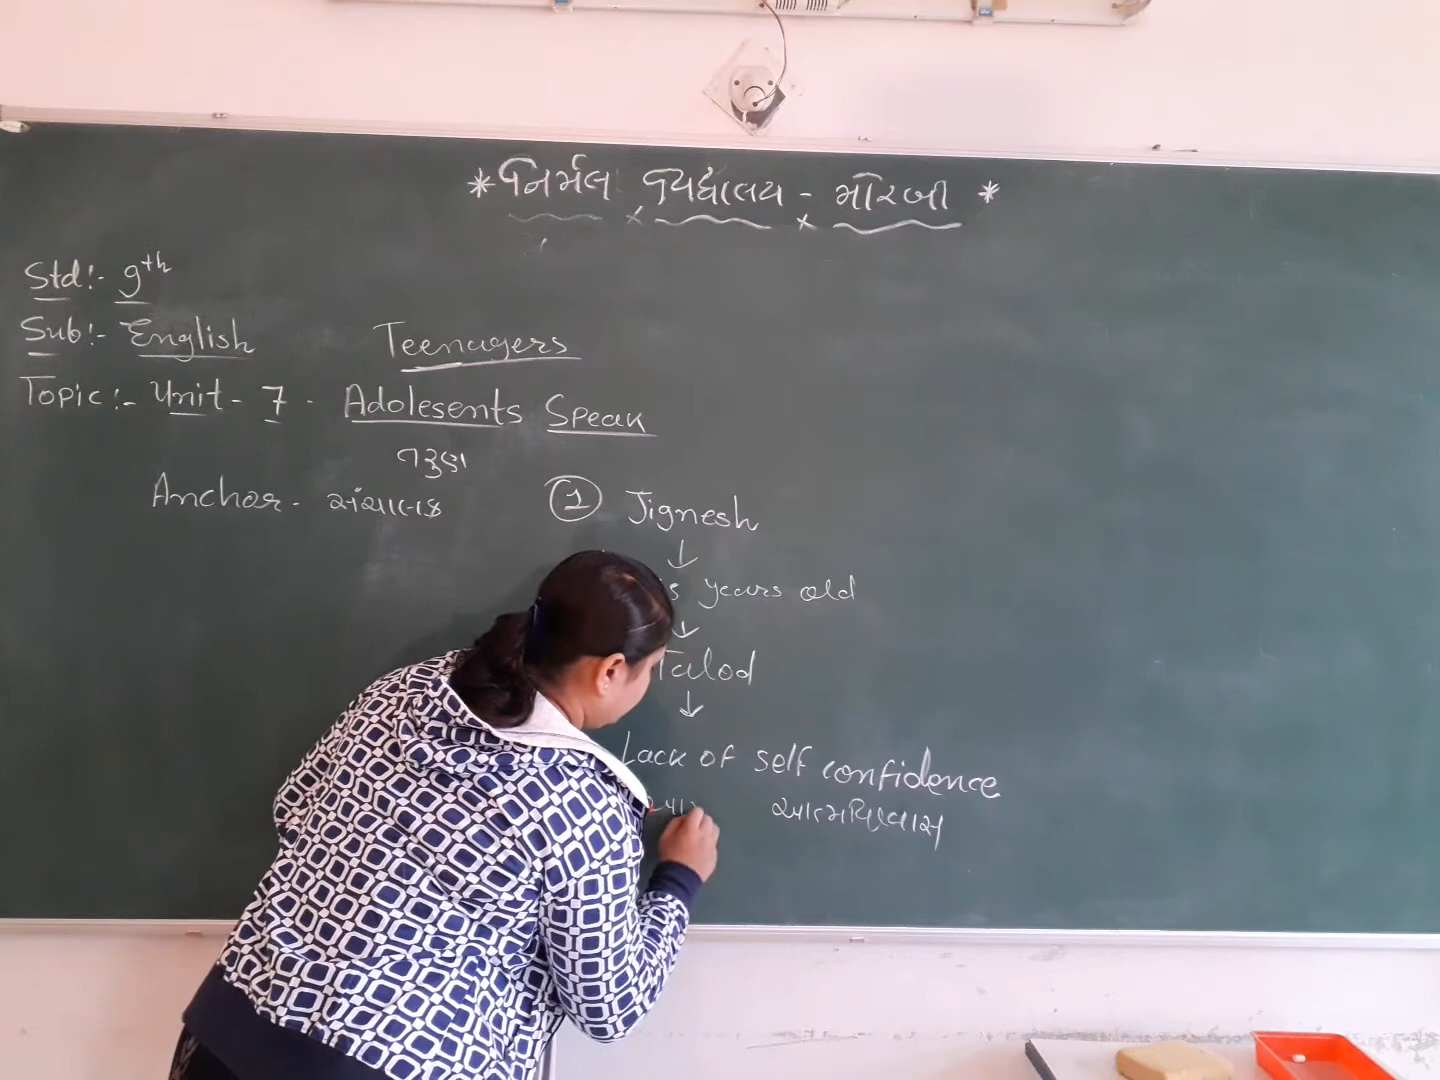 * નિર્મલ વિદ્યાલય - મોરબી *
Std:- 9th
Sub:- English
Teenagers
Topic:- Unit - 7. Adolesents Speak
તરુણ
Anchor - સંચાલક
1 Jignesh
years old
Talod
Lack of self confidence
આત્મવિશ્વાસ